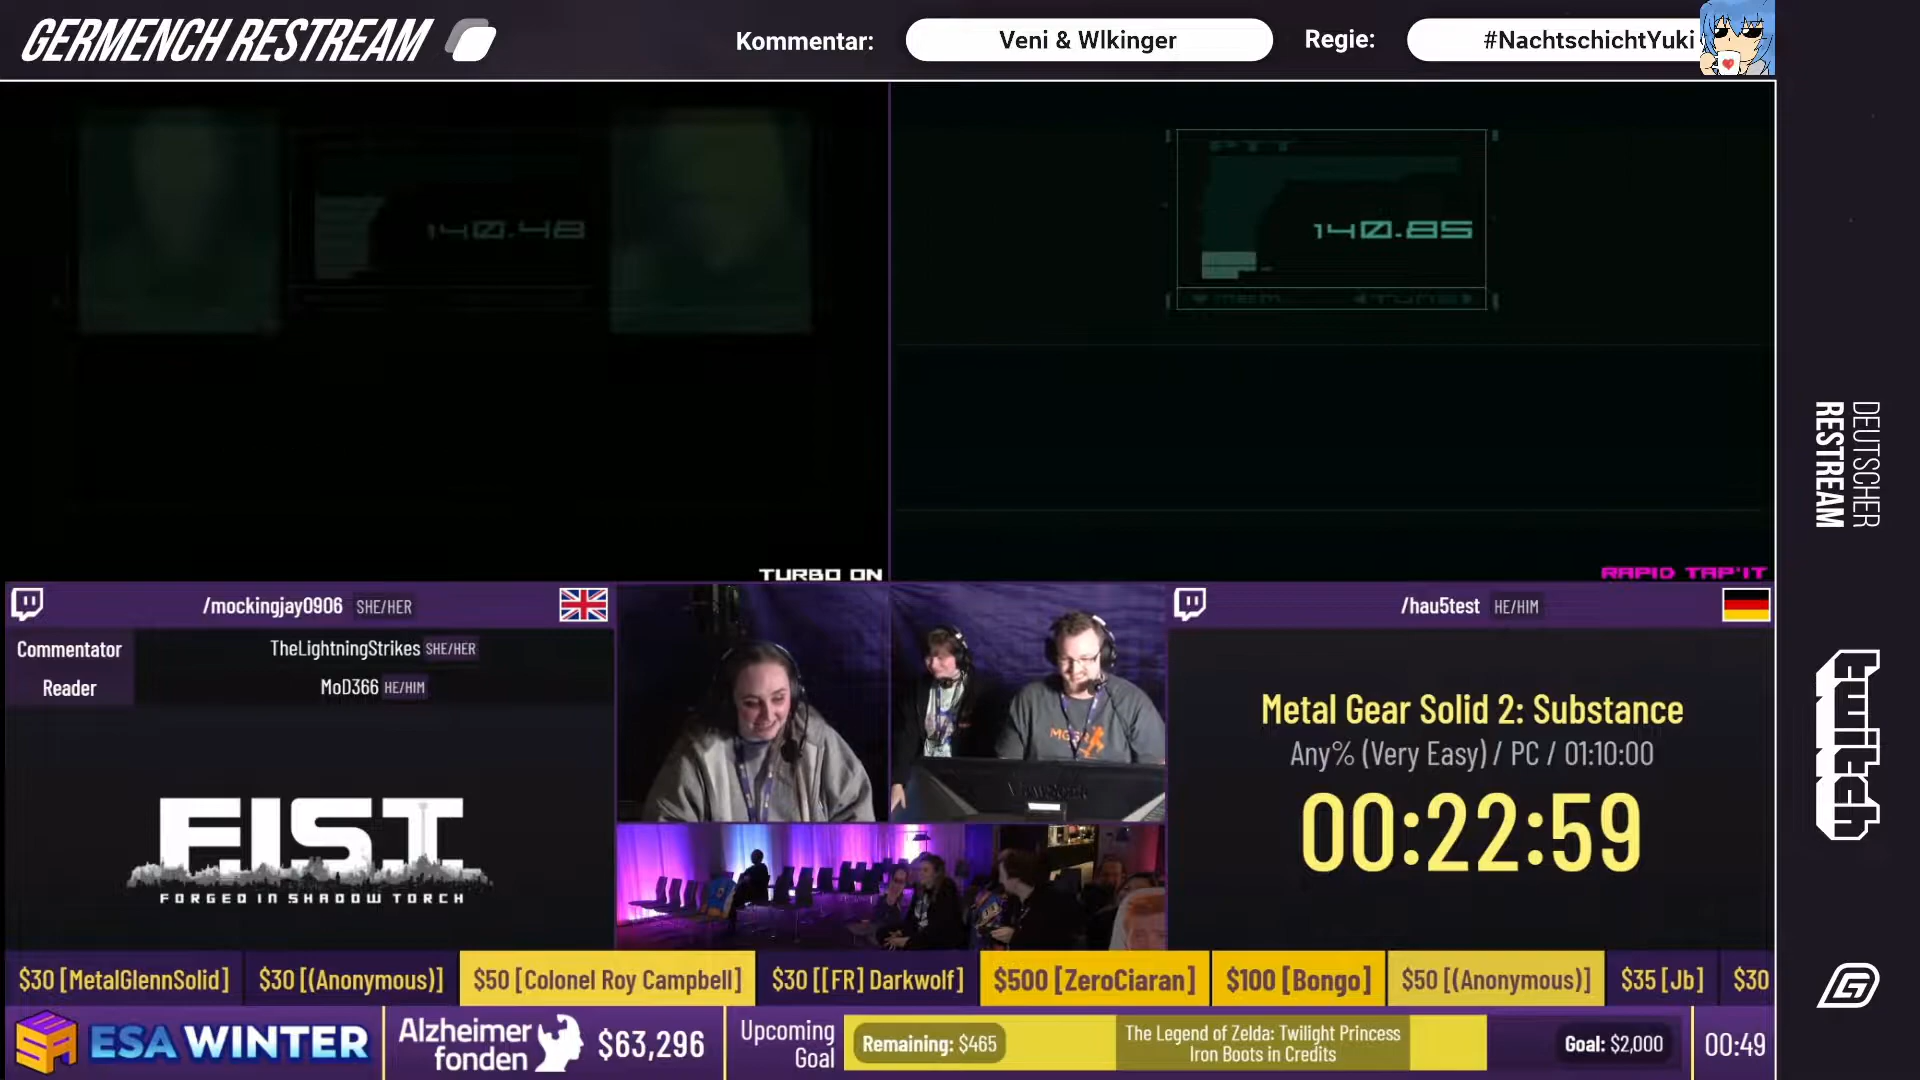 GERMENCH RESTREAM
Kommentar:
Veni & Wlkinger
Regie:
#NachtschichtYuki
140.48
PTT
140.85
TURBO ON
RAPID TAP'IT
/mockingjay0906 SHE/HER
Commentator
TheLightningStrikes SHE/HER
Reader
MoD366 HE/HIM
F.I.S.T.
FORGED IN SHADOW TORCH
ViewSonic
/hau5test HE/HIM
Metal Gear Solid 2: Substance
Any% (Very Easy) / PC / 01:10:00
00:22:59
DEUTSCHER
RESTREAM
twitch
$30 [MetalGlennSolid]
$30 [(Anonymous)]
$50 [Colonel Roy Campbell]
$30 [[FR] Darkwolf]
$500 [ZeroCiaran]
$100 [Bongo]
$50 [(Anonymous)]
$35 [Jb]
$30
ESA WINTER
Alzheimer
fonden
$63,296
Upcoming
Goal
Remaining: $465
The Legend of Zelda: Twilight Princess
Iron Boots in Credits
Goal: $2,000
00:49